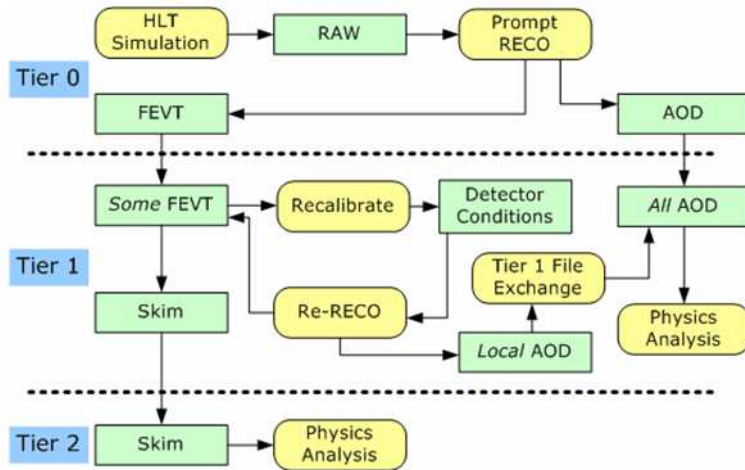 HLT
Simulation
RAW
Prompt
RECO
Tier 0
FEVT
AOD
Some FEVT
Recalibrate
Detector
Conditions
All AOD
Tier 1
Tier 1 File
Exchange
Skim
Re-RECO
Local AOD
Physics
Analysis
Tier 2
Skim
Physics
Analysis